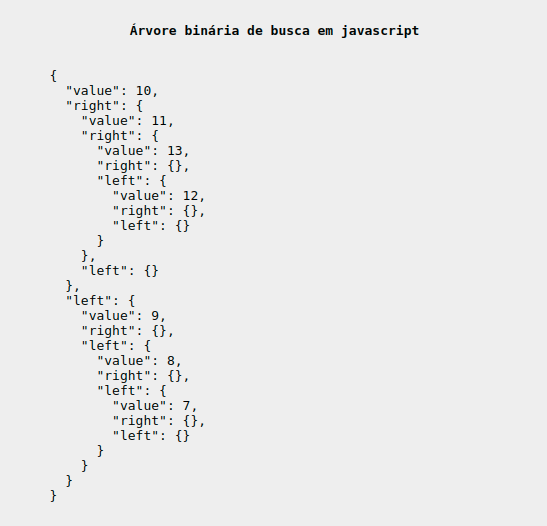 Árvore binária de busca em javascript
{
  "value": 10,
  "right": {
    "value": 11,
    "right": {
      "value": 13,
      "right": {},
      "left": {
        "value": 12,
        "right": {},
        "left": {}
      }
    },
    "left": {}
  },
  "left": {
    "value": 9,
    "right": {},
    "left": {
      "value": 8,
      "right": {},
      "left": {
        "value": 7,
        "right": {},
        "left": {}
      }
    }
  }
}